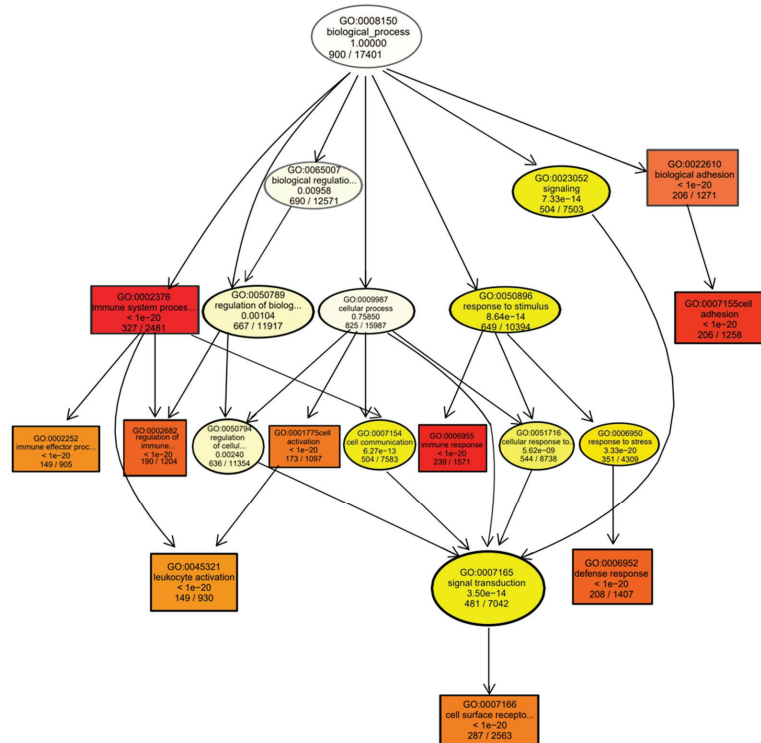 GO:0008150
biological_process
1.00000
900 / 17401
GO:0065007
biological regulatio...
0.00958
690 / 12571
GO:0023052
signaling
7.33e-14
504 / 7503
GO:0022610
biological adhesion
< 1e-20
206 / 1271
GO:0002376
immune system proces...
< 1e-20
327 / 2481
GO:0050789
regulation of biolog...
0.00104
667 / 11917
GO:0009987
cellular process
0.75850
825 / 15987
GO:0050896
response to stimulus
8.64e-14
649 / 10394
GO:0007155cell
adhesion
< 1e-20
206 / 1258
GO:0002252
immune effector proc...
< 1e-20
149 / 905
GO:0002682
regulation of
immune...
< 1e-20
190 / 1204
GO:0050794
regulation
of cellul...
0.00240
636 / 11354
GO:0001775cell
activation
< 1e-20
173 / 1097
GO:0007154
cell communication
6.27e-13
504 / 7583
GO:0006955
immune response
< 1e-20
239 / 1571
GO:0051716
cellular response to...
5.62e-09
544 / 8738
GO:0006950
response to stress
3.33e-20
351 / 4309
GO:0045321
leukocyte activation
< 1e-20
149 / 930
GO:0007165
signal transduction
3.50e-14
481 / 7042
GO:0006952
defense response
< 1e-20
208 / 1407
GO:0007166
cell surface recepto...
< 1e-20
287 / 2563